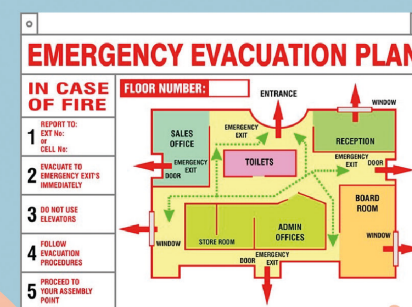 EMERGENCY EVACUATION PLAN
IN CASE
OF FIRE
1 REPORT TO:
EXT No:
or
CELL No:
2 EVACUATE TO
EMERGENCY EXIT'S
IMMEDIATELY
3 DO NOT USE
ELEVATORS
4 FOLLOW
EVACUATION
PROCEDURES
5 PROCEED TO
YOUR ASSEMBLY
POINT
FLOOR NUMBER:
ENTRANCE
WINDOW
SALES
OFFICE
EMERGENCY
EXIT
RECEPTION
TOILETS
EMERGENCY
EXIT
DOOR
EMERGENCY
EXIT
DOOR
BOARD
ROOM
ADMIN
OFFICES
STORE ROOM
WINDOW
WINDOW
DOOR
EMERGENCY
EXIT